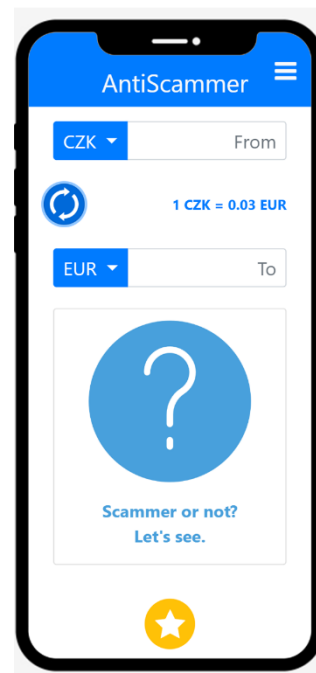 AntiScammer
CZK From
1 CZK = 0.03 EUR
EUR To
Scammer or not?
Let's see.